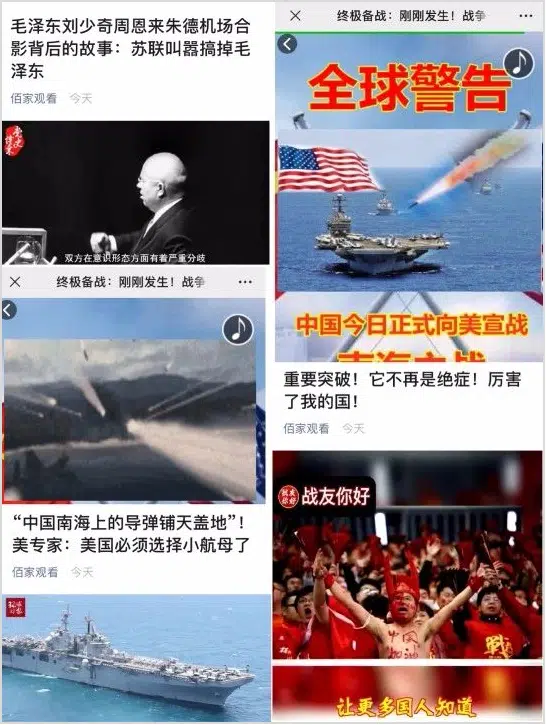 毛泽东刘少奇周恩来朱德机场合
影背后的故事：苏联叫嚣搞掉毛
泽东
佰家观看 今天
双方在意识形态方面有着严重分歧
终极备战：刚刚发生！战争
“中国南海上的导弹铺天盖地”！
美专家：美国必须选择小航母了
佰家观看 今天
终极备战：刚刚发生！战争
全球警告
中国今日正式向美宣战
南海之战
重要突破！它不再是绝症！厉害
了我的国！
佰家观看 今天
战友你好
中国加油
让更多国人知道